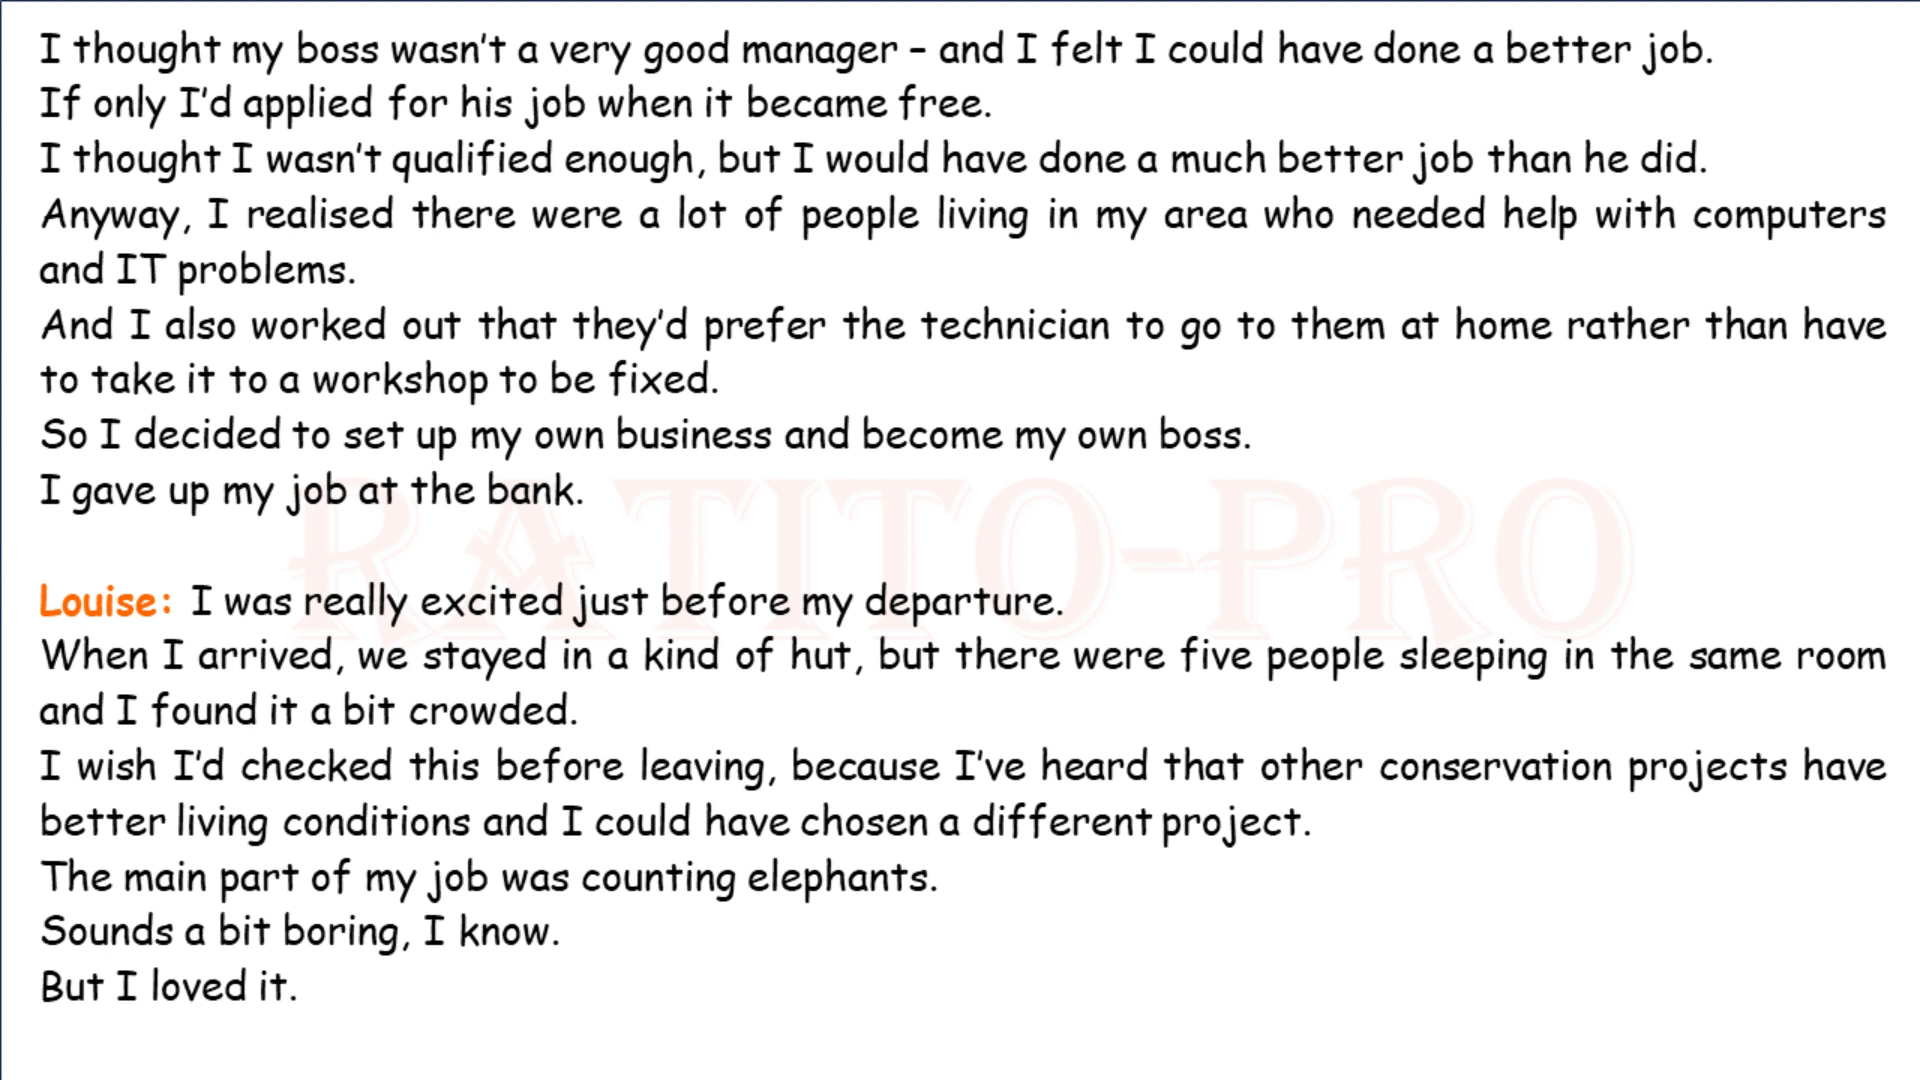 I thought my boss wasn't a very good manager – and I felt I could have done a better job.
If only I'd applied for his job when it became free.
I thought I wasn't qualified enough, but I would have done a much better job than he did.
Anyway, I realised there were a lot of people living in my area who needed help with computers
and IT problems.
And I also worked out that they'd prefer the technician to go to them at home rather than have
to take it to a workshop to be fixed.
So I decided to set up my own business and become my own boss.
I gave up my job at the bank.
RATITO-PRO
Louise: I was really excited just before my departure.
When I arrived, we stayed in a kind of hut, but there were five people sleeping in the same room
and I found it a bit crowded.
I wish I'd checked this before leaving, because I've heard that other conservation projects have
better living conditions and I could have chosen a different project.
The main part of my job was counting elephants.
Sounds a bit boring, I know.
But I loved it.